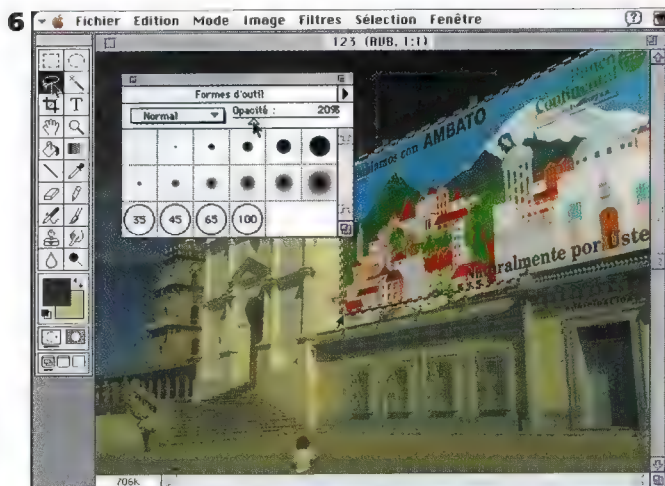 6
Fichier Edition Mode Image Filtres Sélection Fenêtre
123 (RVB, 1:1)
Formes d'outil
Normal
Opacité :
20%
35 45 65 100
T
Continental
con AMBATO
Naturalmente por Uste
706K